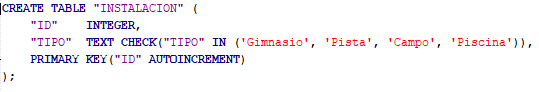 CREATE TABLE "INSTALACION" (
"ID" INTEGER,
"TIPO" TEXT CHECK("TIPO" IN ('Gimnasio', 'Pista', 'Campo', 'Piscina')),
PRIMARY KEY("ID" AUTOINCREMENT)
);